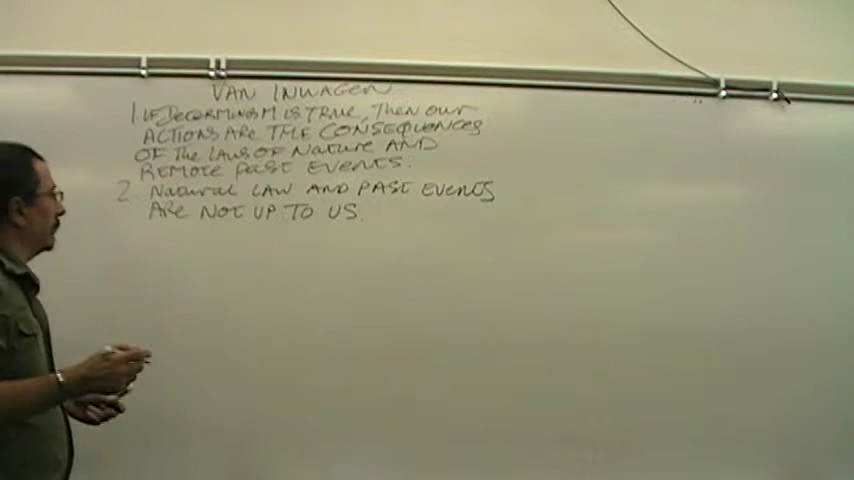 VAN INWAGEN
1. IF DECERMINISM IS TRUE, Then our
ACTIONS ARE THE CONSEQUENCES
OF The LAWS OF NATURE AND
REMOTE PAST EVENTS.
2. NATURAL LAW AND PAST EVENTS
ARE NOT UP TO US.